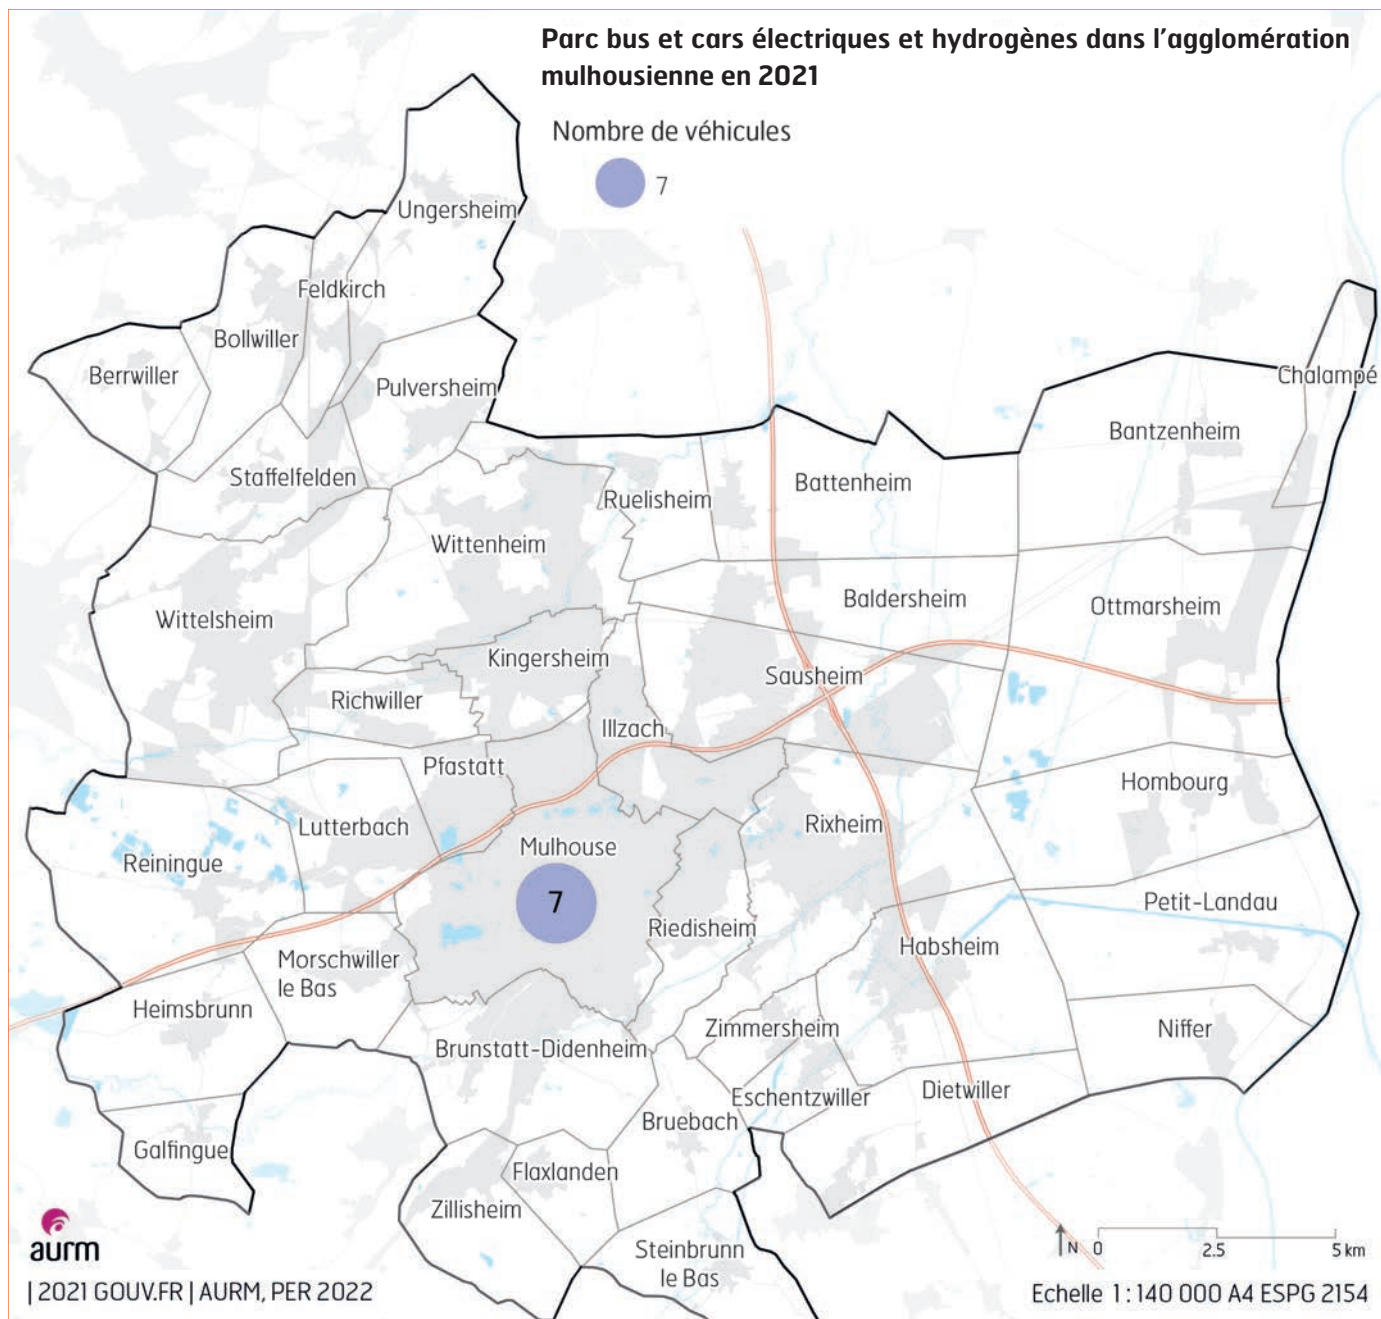 Parc bus et cars électriques et hydrogènes dans l'agglomération
mulhousienne en 2021
Nombre de véhicules
7
Ungersheim
Feldkirch
Bollwiller
Berrwiller
Pulversheim
Chalampé
Bantzenheim
Staffelfelden
Ruelisheim
Battenheim
Wittenheim
Wittelsheim
Baldersheim
Ottmarsheim
Kingersheim
Sausheim
Richwiller
Illzach
Pfastatt
Hombourg
Lutterbach
Rixheim
Mulhouse
Reiningue
7
Petit-Landau
Riedisheim
Habsheim
Morschwiller
le Bas
Heimsbrunn
Zimmersheim
Niffer
Brunstatt-Didenheim
Eschentzwiller
Dietwiller
Bruebach
Galfingue
Flaxlanden
Zillisheim
Steinbrunn
le Bas
aurm
N 0 2.5 5 km
| 2021 GOUV.FR | AURM, PER 2022
Echelle 1 : 140 000 A4 ESPG 2154